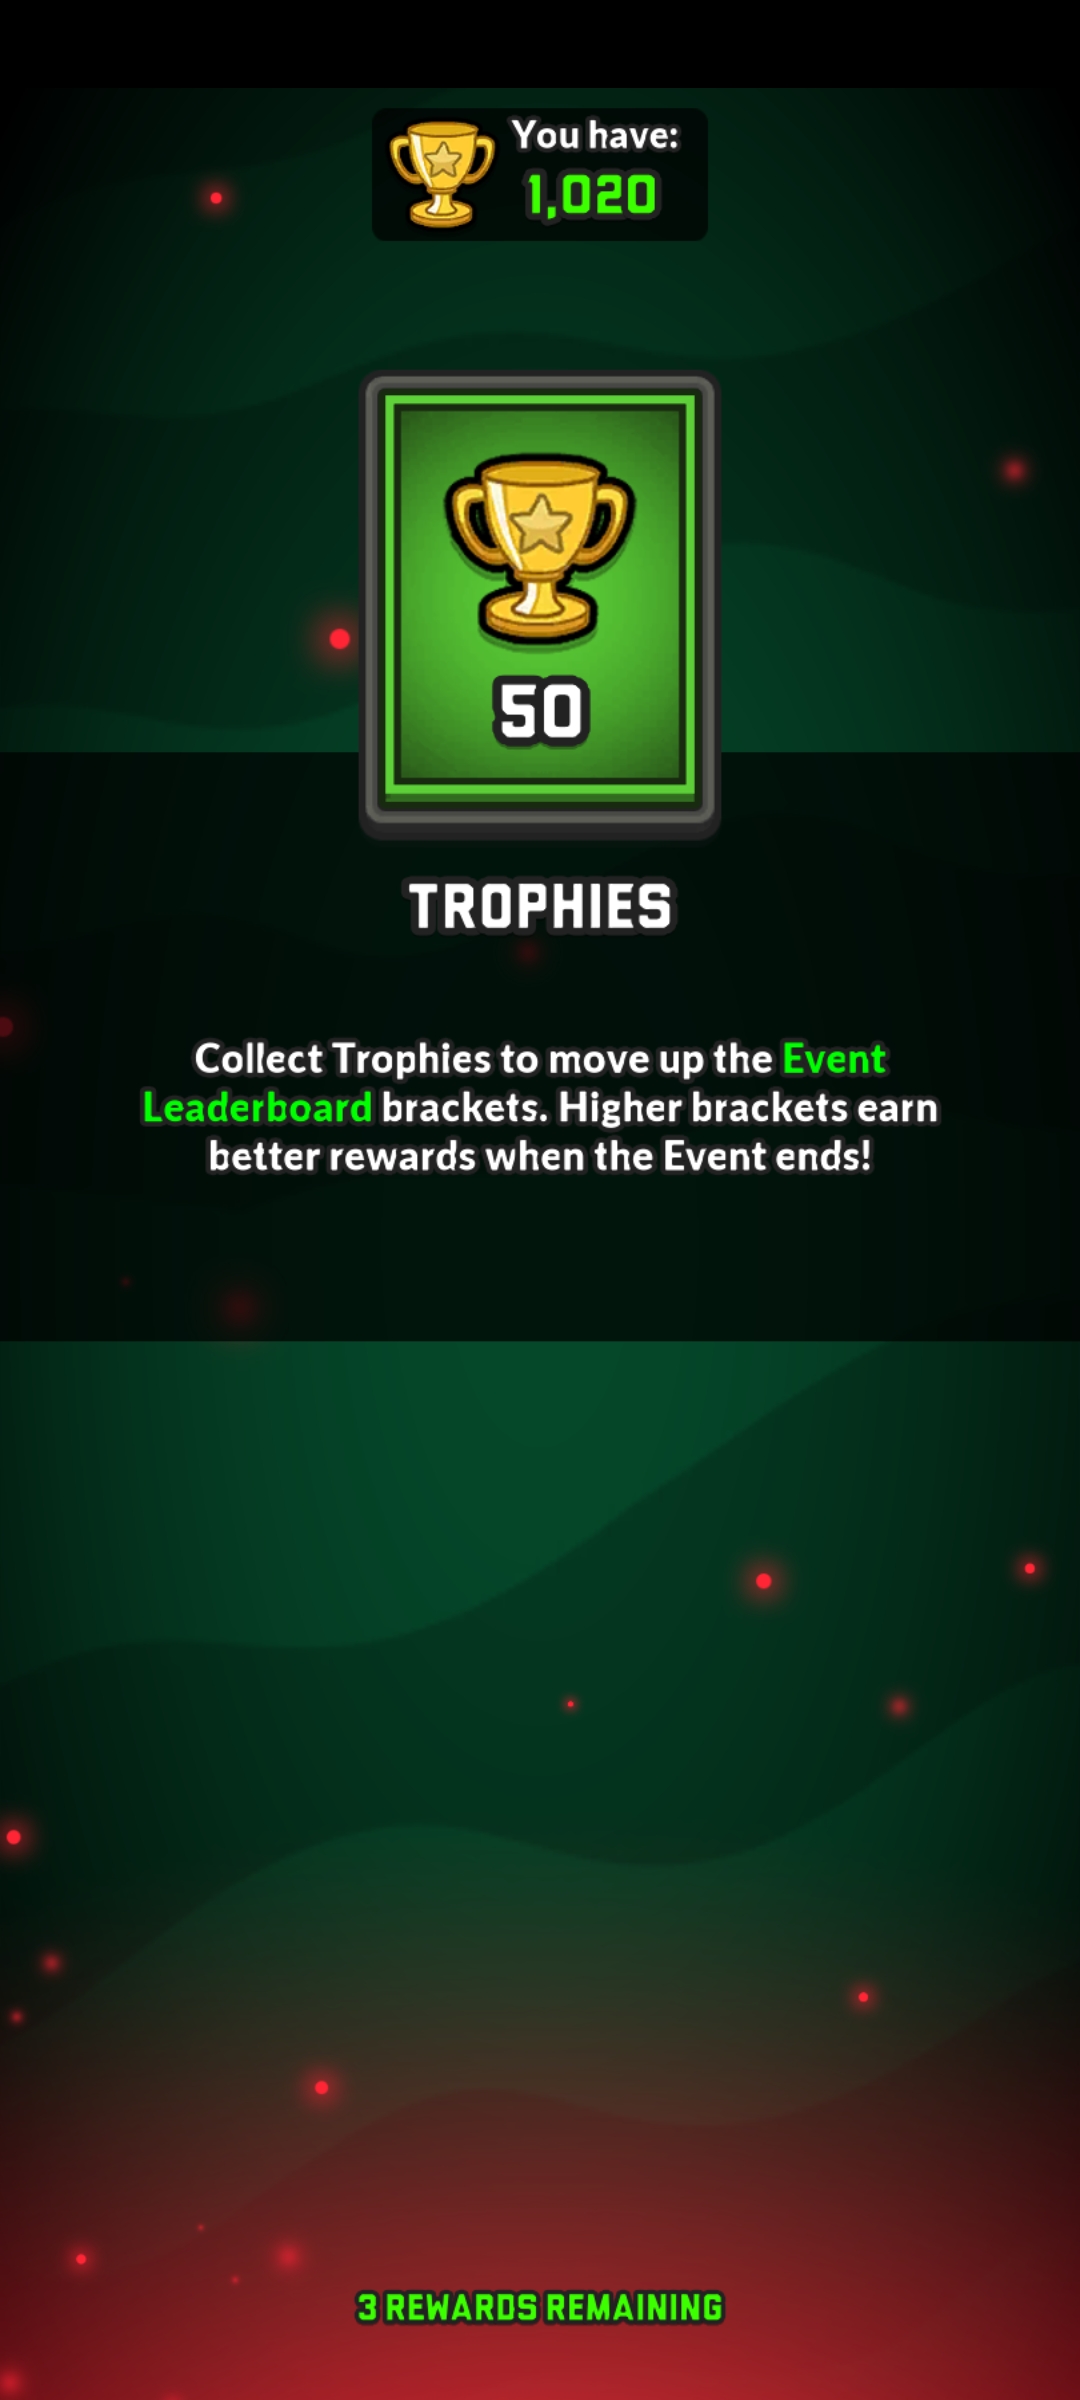 You have:
1,020
50
TROPHIES
Collect Trophies to move up the Event
Leaderboard brackets. Higher brackets earn
better rewards when the Event ends!
3 REWARDS REMAINING